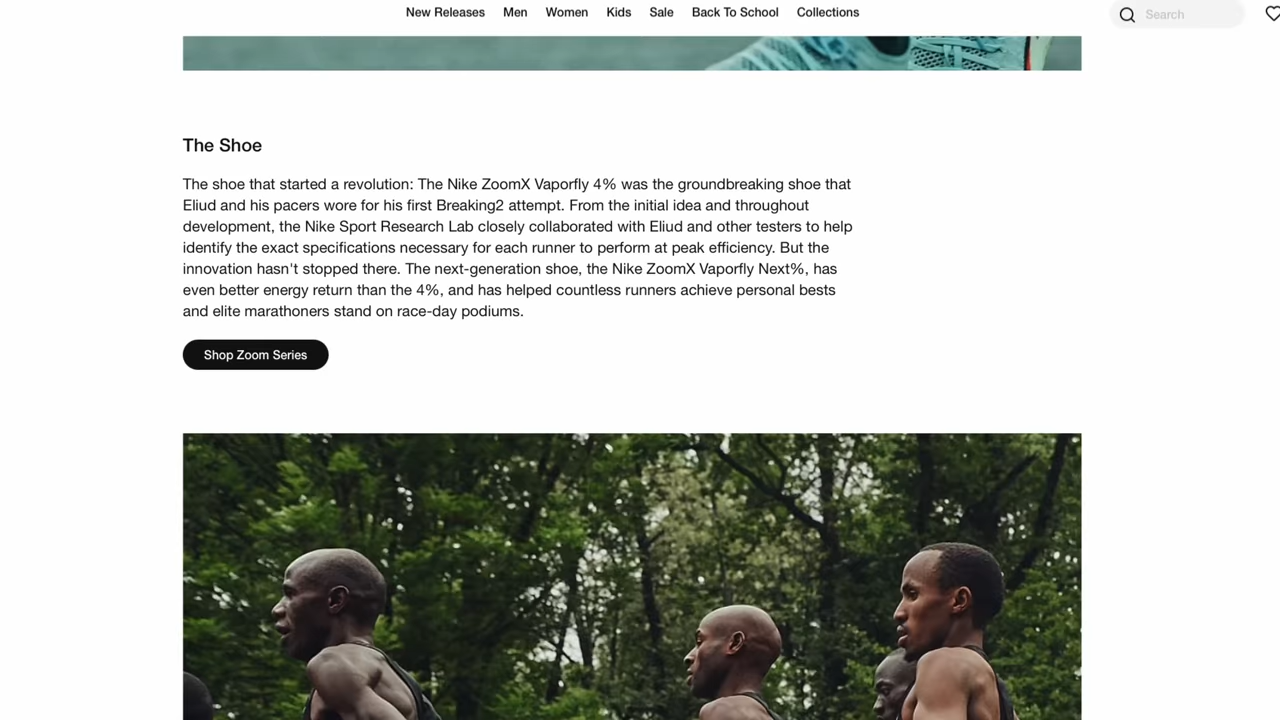 New Releases Men Women Kids Sale Back To School Collections Search
The Shoe
The shoe that started a revolution: The Nike ZoomX Vaporfly 4% was the groundbreaking shoe that
Eliud and his pacers wore for his first Breaking2 attempt. From the initial idea and throughout
development, the Nike Sport Research Lab closely collaborated with Eliud and other testers to help
identify the exact specifications necessary for each runner to perform at peak efficiency. But the
innovation hasn't stopped there. The next-generation shoe, the Nike ZoomX Vaporfly Next%, has
even better energy return than the 4%, and has helped countless runners achieve personal bests
and elite marathoners stand on race-day podiums.
Shop Zoom Series